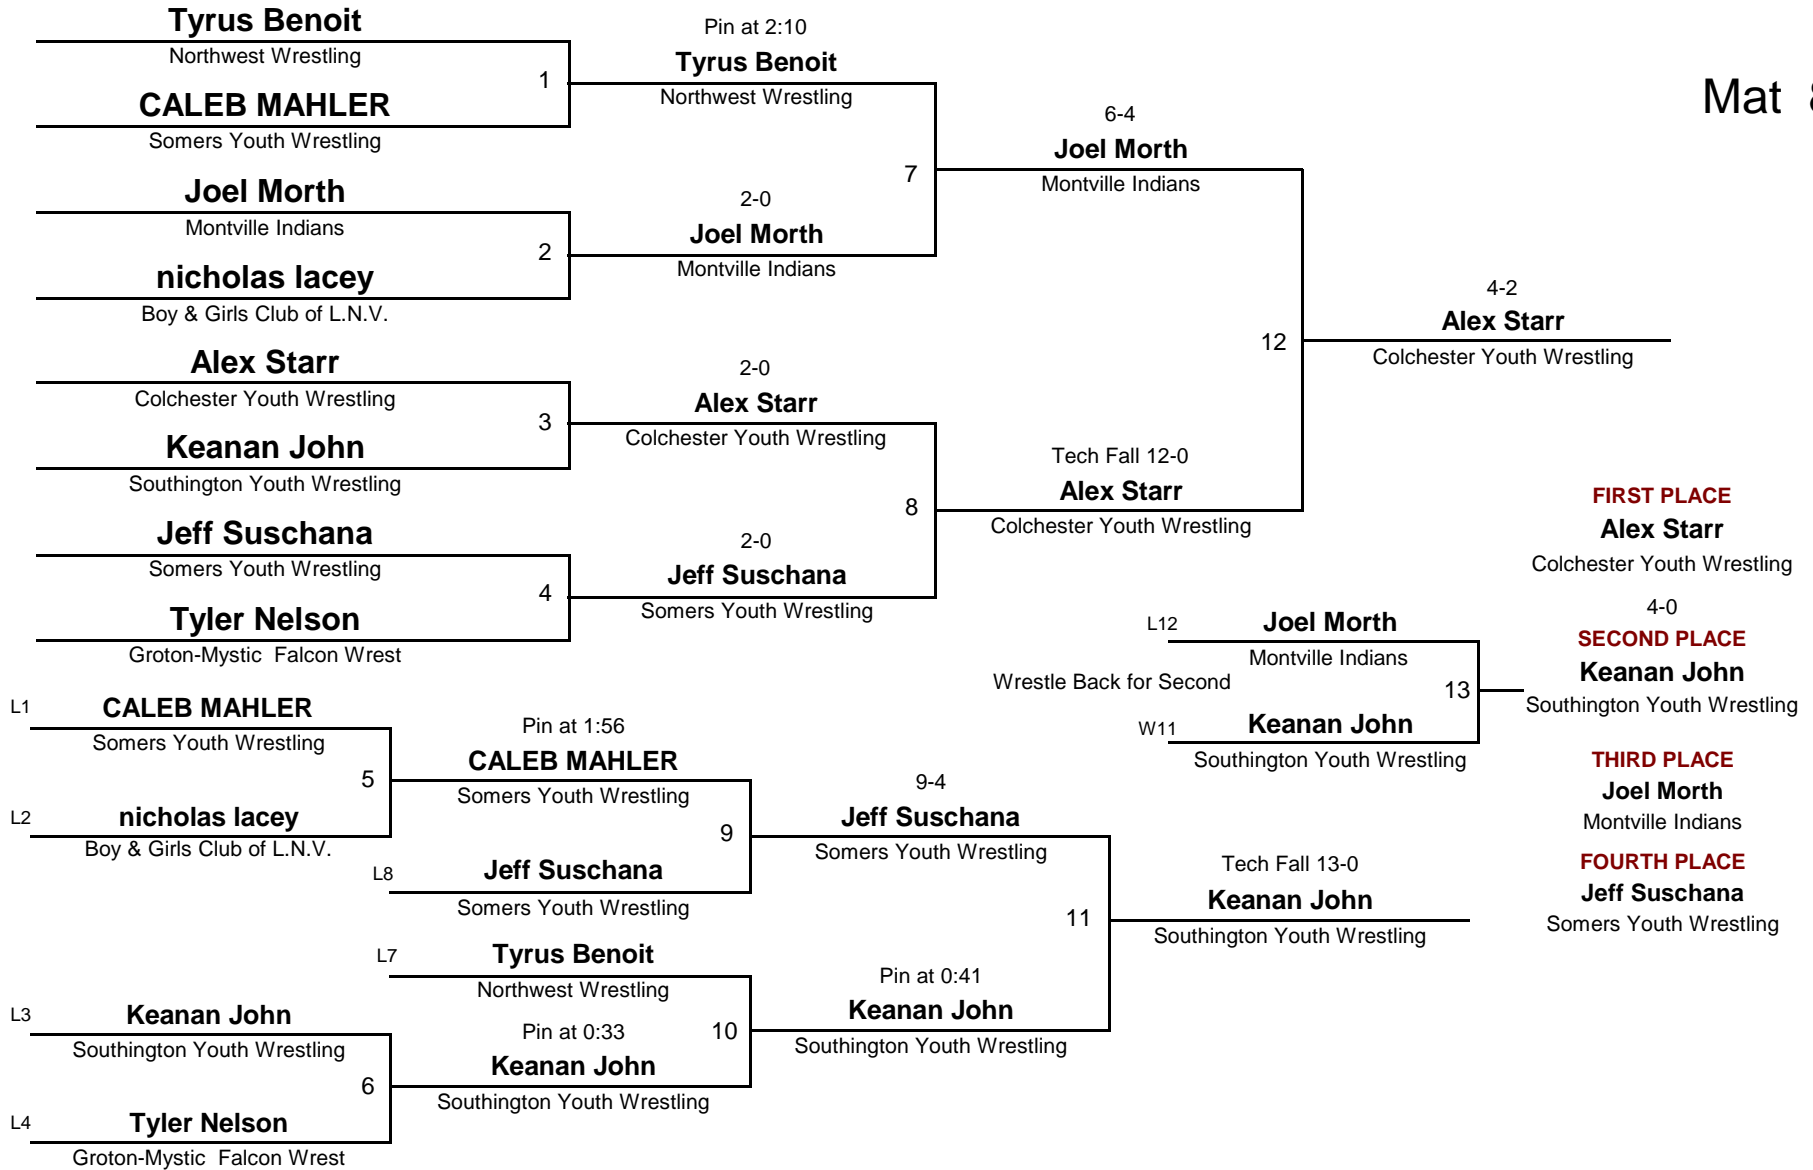 Tyrus Benoit
Northwest Wrestling
1
CALEB MAHLER
Somers Youth Wrestling
Joel Morth
Montville Indians
2
nicholas lacey
Boy & Girls Club of L.N.V.
Alex Starr
Colchester Youth Wrestling
3
Keanan John
Southington Youth Wrestling
Jeff Suschana
Somers Youth Wrestling
4
Tyler Nelson
Groton-Mystic Falcon Wrest
Pin at 2:10
Tyrus Benoit
Northwest Wrestling
7
2-0
Joel Morth
Montville Indians
2-0
Alex Starr
Colchester Youth Wrestling
8
2-0
Jeff Suschana
Somers Youth Wrestling
6-4
Joel Morth
Montville Indians
12
Tech Fall 12-0
Alex Starr
Colchester Youth Wrestling
Mat
4-2
Alex Starr
Colchester Youth Wrestling
L1
CALEB MAHLER
Somers Youth Wrestling
5
L2
nicholas lacey
Boy & Girls Club of L.N.V.
L3
Keanan John
Southington Youth Wrestling
6
L4
Tyler Nelson
Groton-Mystic Falcon Wrest
Pin at 1:56
CALEB MAHLER
Somers Youth Wrestling
9
L8
Jeff Suschana
Somers Youth Wrestling
L7
Tyrus Benoit
Northwest Wrestling
10
Pin at 0:33
Keanan John
Southington Youth Wrestling
9-4
Jeff Suschana
Somers Youth Wrestling
11
Pin at 0:41
Keanan John
Southington Youth Wrestling
Tech Fall 13-0
Keanan John
Southington Youth Wrestling
L12
Joel Morth
Montville Indians
Wrestle Back for Second
13
W11
Keanan John
Southington Youth Wrestling
FIRST PLACE
Alex Starr
Colchester Youth Wrestling
4-0
SECOND PLACE
Keanan John
Southington Youth Wrestling
THIRD PLACE
Joel Morth
Montville Indians
FOURTH PLACE
Jeff Suschana
Somers Youth Wrestling